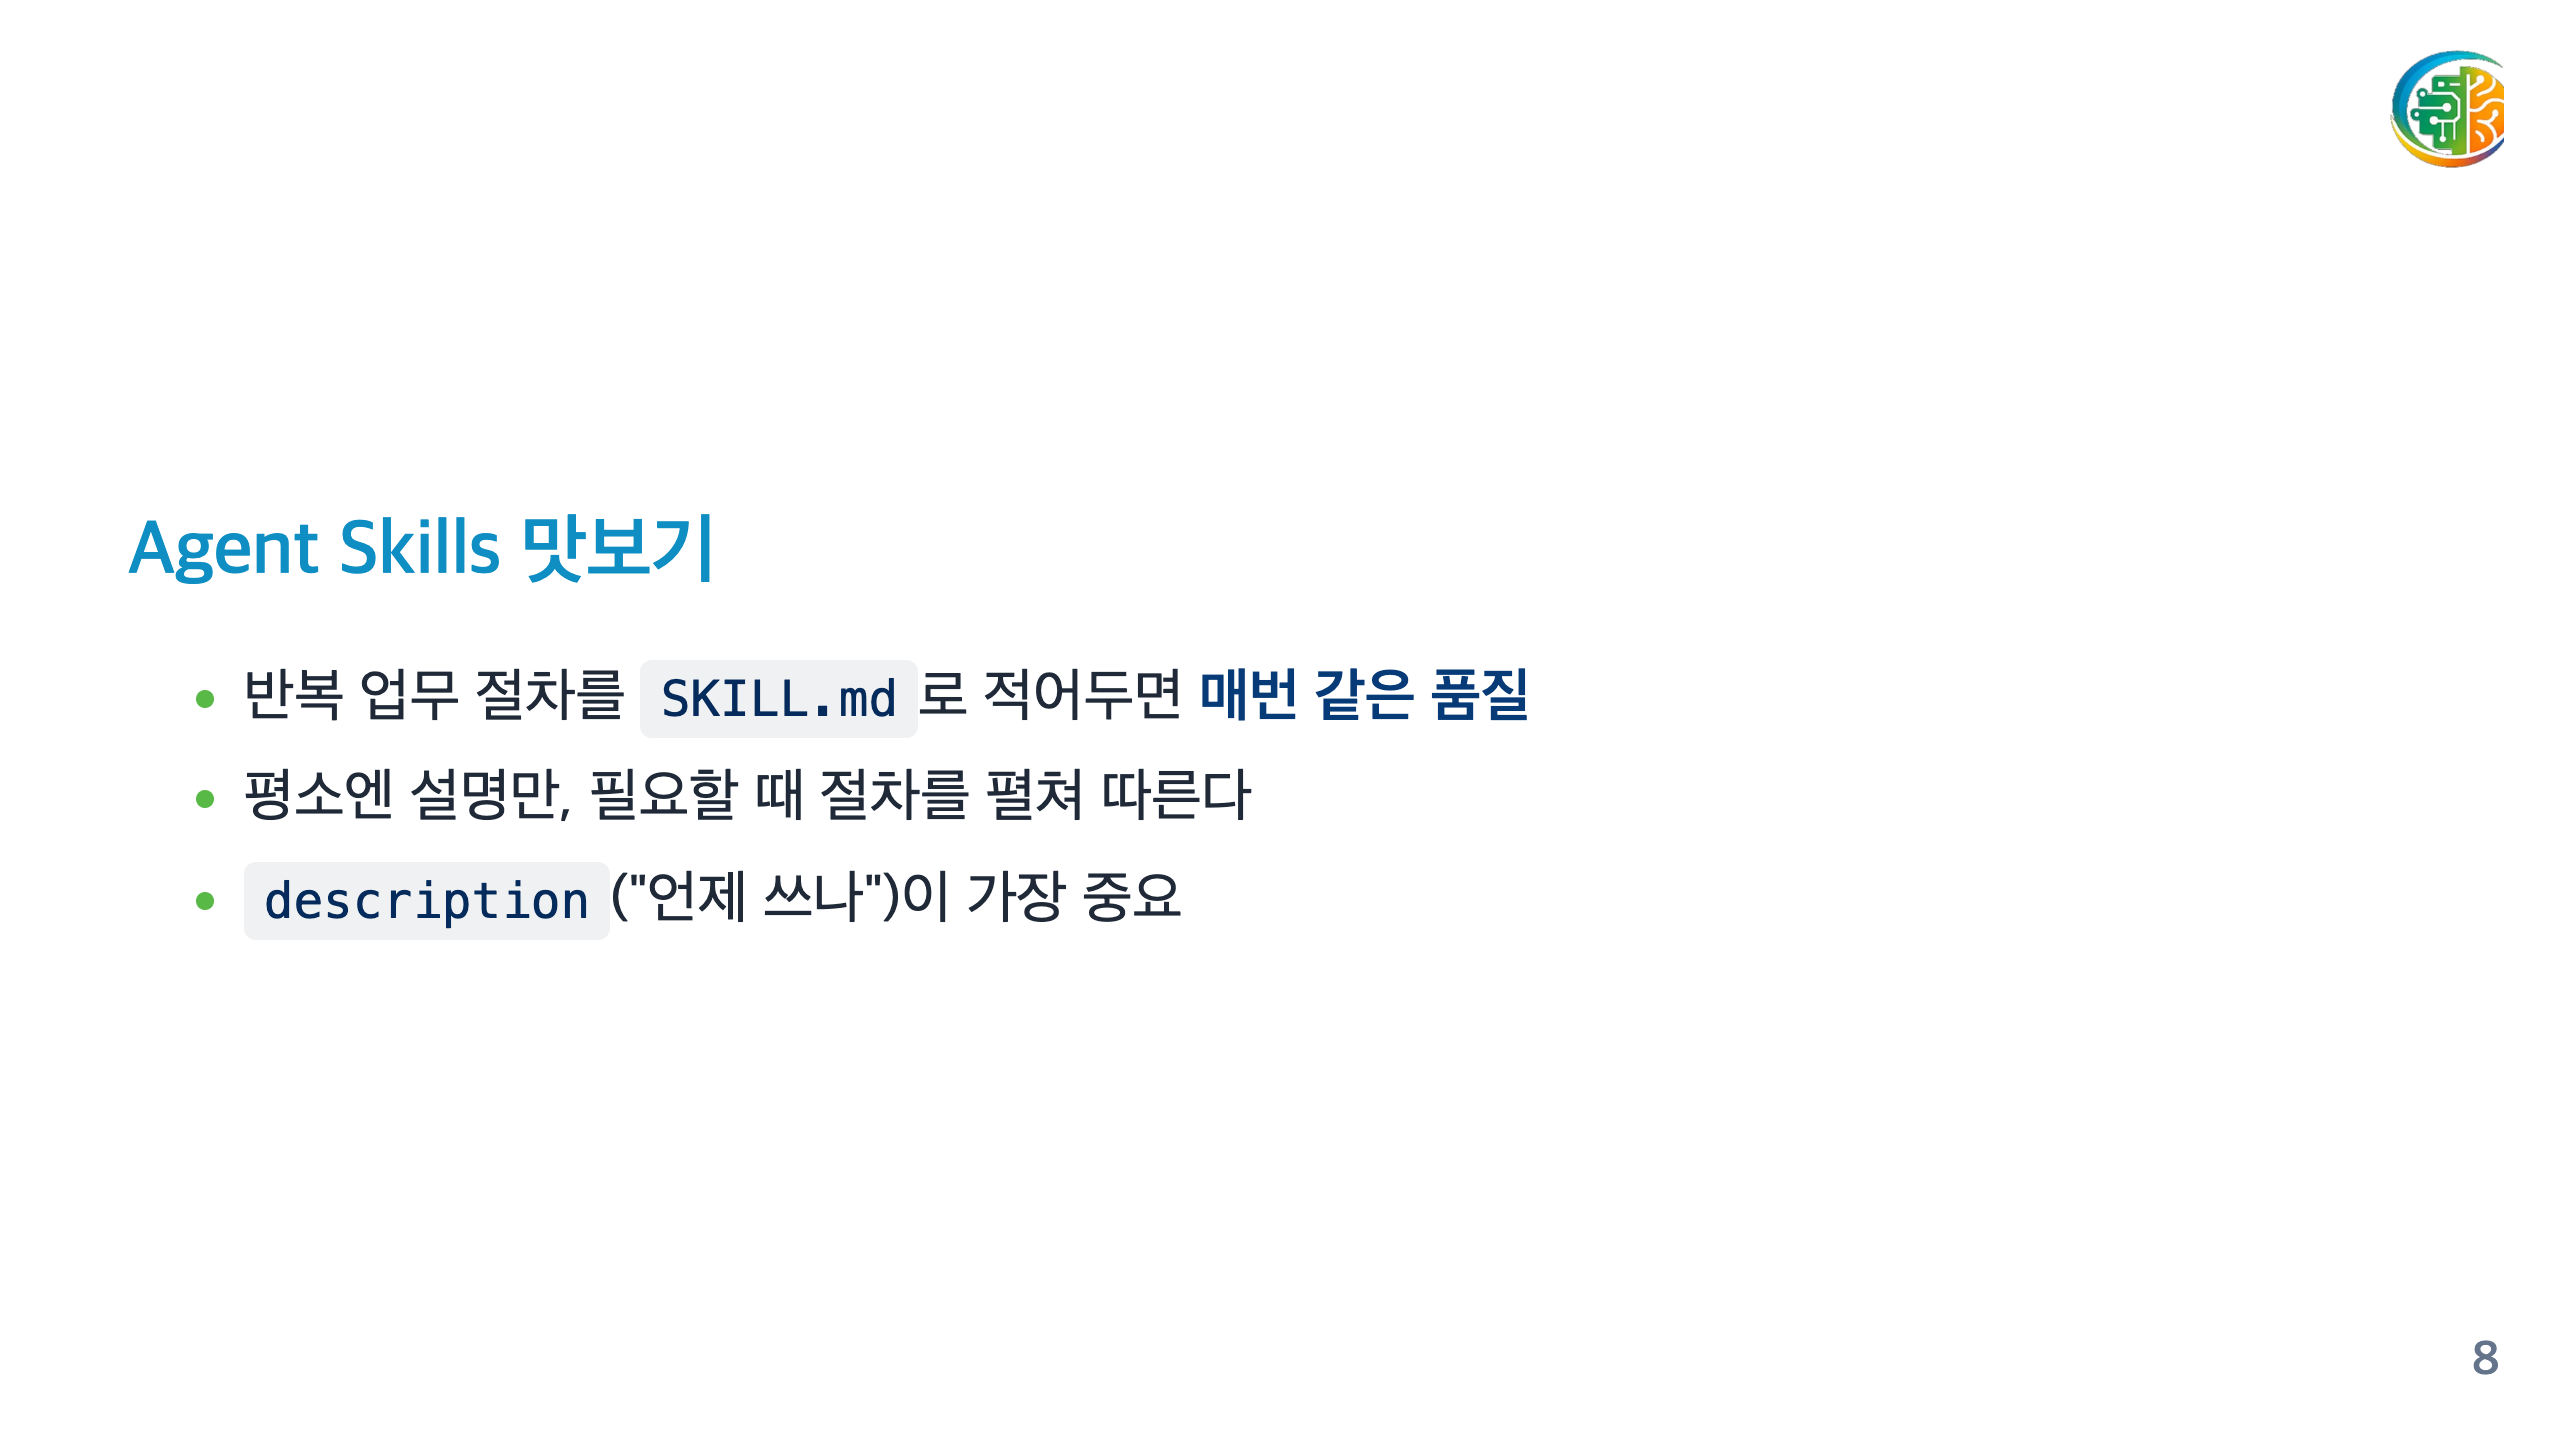 Agent Skills 맛보기
반복 업무 절차를 SKILL.md로 적어두면 매번 같은 품질
평소엔 설명만, 필요할 때 절차를 펼쳐 따른다
description("언제 쓰나")이 가장 중요
8